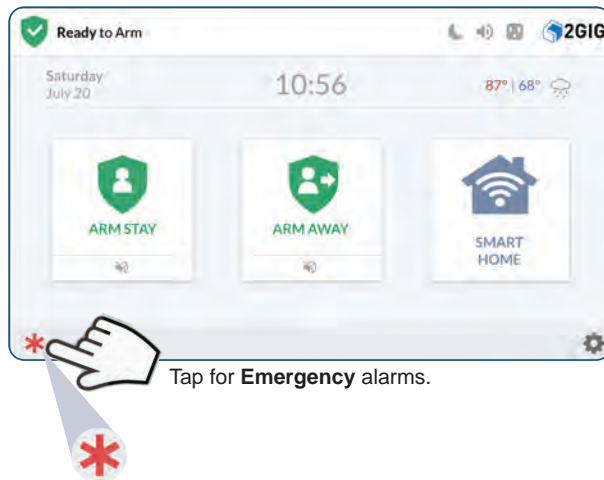 Ready to Arm
2GIG
Saturday
July 20
10:56
87° | 68°
ARM STAY
ARM AWAY
SMART
HOME
Tap for Emergency alarms.